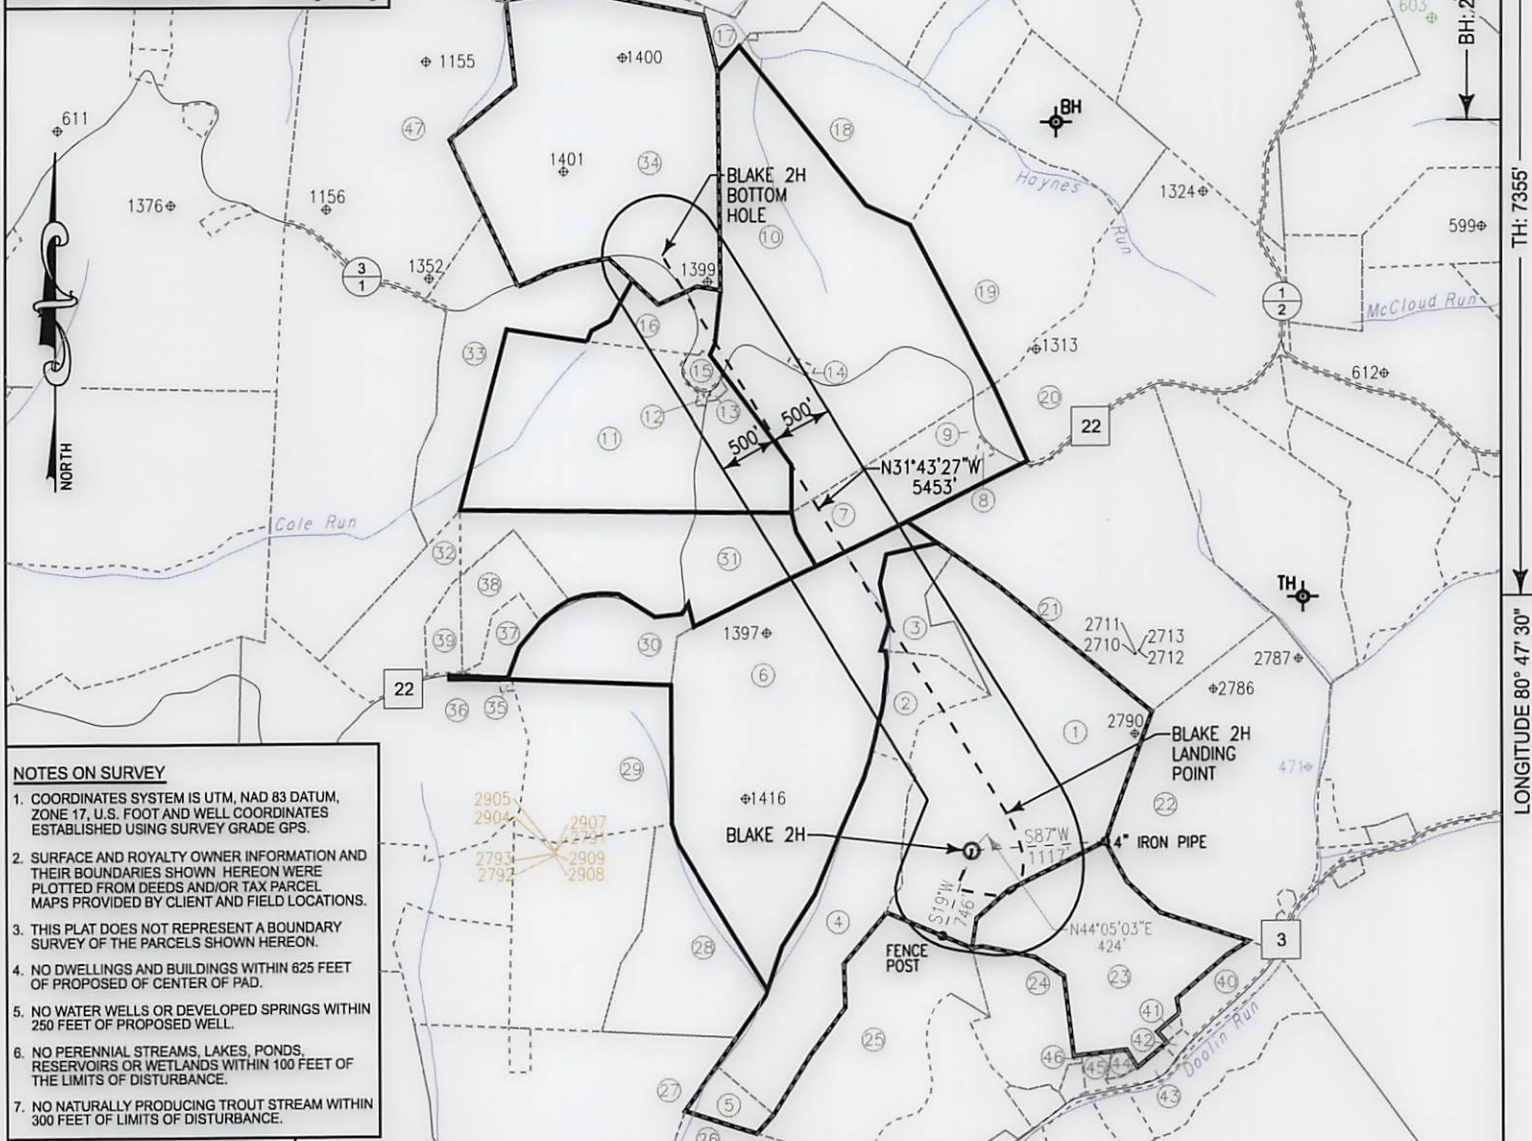 603
BH: 2
TH: 7355'
LONGITUDE 80° 47' 30"
17
1155
1400
BH
611
47
18
1401
34
BLAKE 2H
BOTTOM
HOLE
Haynes
Run
1324
1376
1156
10
599
3
1
1352
1399
19
1
2
McCloud Run
16
33
1313
15
14
612
20
12
13
22
11
500'
500'
9
N31°43'27"W
5453'
8
7
NORTH
Cole Run
32
31
38
TH
21
3
2711
2710
2713
2712
39
37
30
1397
2787
6
22
2786
36
35
2
2790
1
BLAKE 2H
LANDING
POINT
471
29
2905
2904
2907
2791
2793
2792
2909
2908
1416
22
BLAKE 2H
S87°W
1117'
4" IRON PIPE
S19°W
746'
4
28
FENCE
POST
N44°05'03"E
424'
3
24
23
40
41
42
25
46
45
44
Doolin Run
43
27
5
26
NOTES ON SURVEY
1. COORDINATES SYSTEM IS UTM, NAD 83 DATUM,
ZONE 17, U.S. FOOT AND WELL COORDINATES
ESTABLISHED USING SURVEY GRADE GPS.
2. SURFACE AND ROYALTY OWNER INFORMATION AND
THEIR BOUNDARIES SHOWN HEREON WERE
PLOTTED FROM DEEDS AND/OR TAX PARCEL
MAPS PROVIDED BY CLIENT AND FIELD LOCATIONS.
3. THIS PLAT DOES NOT REPRESENT A BOUNDARY
SURVEY OF THE PARCELS SHOWN HEREON.
4. NO DWELLINGS AND BUILDINGS WITHIN 625 FEET
OF PROPOSED OF CENTER OF PAD.
5. NO WATER WELLS OR DEVELOPED SPRINGS WITHIN
250 FEET OF PROPOSED WELL.
6. NO PERENNIAL STREAMS, LAKES, PONDS,
RESERVOIRS OR WETLANDS WITHIN 100 FEET OF
THE LIMITS OF DISTURBANCE.
7. NO NATURALLY PRODUCING TROUT STREAM WITHIN
300 FEET OF LIMITS OF DISTURBANCE.